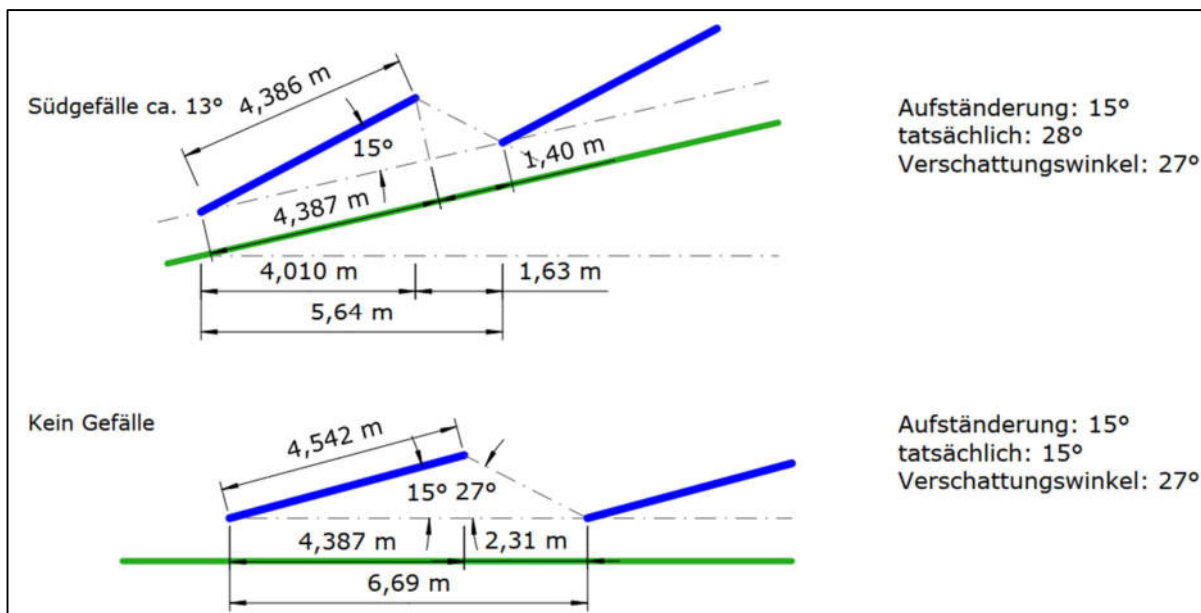 Südgefälle ca. 13°
4,386 m
15°
1,40 m
4,387 m
4,010 m
1,63 m
5,64 m
Aufständerung: 15°
tatsächlich: 28°
Verschattungswinkel: 27°
Kein Gefälle
4,542 m
15° 27°
4,387 m
2,31 m
6,69 m
Aufständerung: 15°
tatsächlich: 15°
Verschattungswinkel: 27°